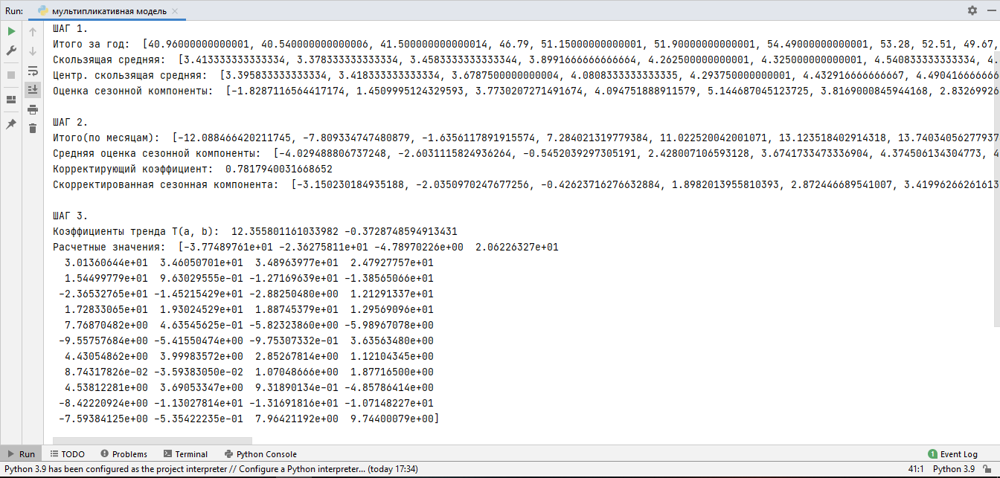 Run: мультипликативная модель
ШАГ 1.
Итого за год: [40.96000000000001, 40.540000000000006, 41.500000000000014, 46.79, 51.15000000000001, 51.90000000000001, 54.49000000000001, 53.28, 52.51, 49.67,
Скользящая средняя: [3.413333333333334, 3.378333333333334, 3.4583333333333344, 3.8991666666666664, 4.262500000000001, 4.325000000000001, 4.540833333333334, 4.
Центр. скользящая средняя: [3.395833333333334, 3.418333333333334, 3.6787500000000004, 4.0808333333333335, 4.293750000000001, 4.432916666666667, 4.490416666666
Оценка сезонной компоненты: [-1.8287116564417174, 1.4509995124329593, 3.7730207271491674, 4.094751888911579, 5.144687045123725, 3.8169000845944168, 2.83269926
ШАГ 2.
Итого(по месяцам): [-12.088466420211745, -7.809334747480879, -1.6356117891915574, 7.284021319779384, 11.022520042001071, 13.123518402914318, 13.74034056277937
Средняя оценка сезонной компоненты: [-4.029488806737248, -2.6031115824936264, -0.5452039297305191, 2.428007106593128, 3.6741733473336904, 4.374506134304773, 4
Корректирующий коэффициент: 0.7817940031668652
Скорректированная сезонная компонента: [-3.150230184935188, -2.0350970247677256, -0.42623716276632884, 1.8982013955810393, 2.872446689541007, 3.41996266261613
ШАГ 3.
Коэффициенты тренда T(a, b): 12.355801161033982 -0.3728748594913431
Расчетные значения: [-3.77489761e+01 -2.36275811e+01 -4.78970226e+00 2.06226327e+01
3.01360644e+01 3.46050701e+01 3.48963977e+01 2.47927757e+01
1.54499779e+01 9.63029555e-01 -1.27169639e+01 -1.38565066e+01
-2.36532765e+01 -1.45215429e+01 -2.88250480e+00 1.21291337e+01
1.72833065e+01 1.93024529e+01 1.88745379e+01 1.29569096e+01
7.76870482e+00 4.63545625e-01 -5.82323860e+00 -5.98967078e+00
-9.55757684e+00 -5.41550474e+00 -9.75307332e-01 3.63563480e+00
4.43054862e+00 3.99983572e+00 2.85267814e+00 1.12104345e+00
8.74317826e-02 -3.59383050e-02 1.07048666e+00 1.87716500e+00
4.53812281e+00 3.69053347e+00 9.31890134e-01 -4.85786414e+00
-8.42220924e+00 -1.13027814e+01 -1.31691816e+01 -1.07148227e+01
-7.59384125e+00 -5.35422235e-01 7.96421192e+00 9.74400079e+00]
Run TODO Problems Terminal Python Console 1 Event Log
Python 3.9 has been configured as the project interpreter // Configure a Python interpreter... (today 17:34) 41:1 Python 3.9